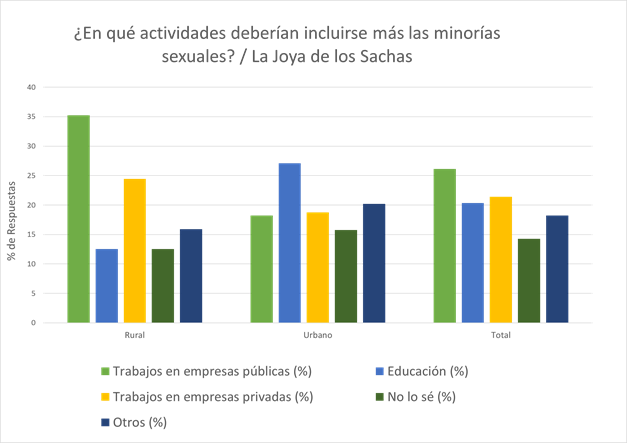 ¿En qué actividades deberían incluirse más las minorías
sexuales? / La Joya de los Sachas
% de Respuestas
40
35
30
25
20
15
10
5
0
Rural
Urbano
Total
Trabajos en empresas públicas (%)
Educación (%)
Trabajos en empresas privadas (%)
No lo sé (%)
Otros (%)